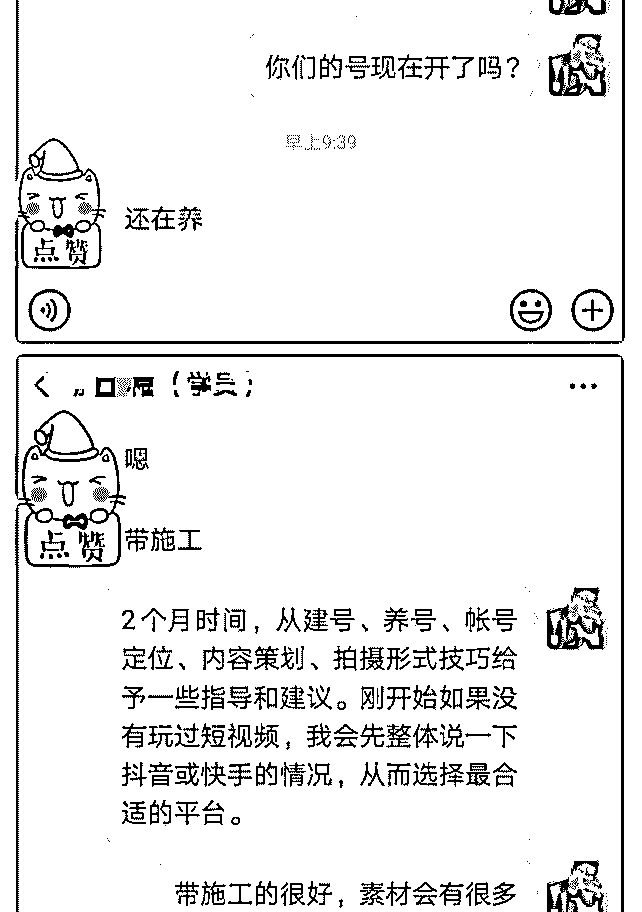 你们的号现在开了吗？
早上9:39
还在养
点赞
（学员）
嗯
点赞
带施工
2个月时间，从建号、养号、帐号
定位、内容策划、拍摄形式技巧给
予一些指导和建议。刚开始如果没
有玩过短视频，我会先整体说一下
抖音或快手的情况，从而选择最合
适的平台。
带施工的很好，素材会有很多